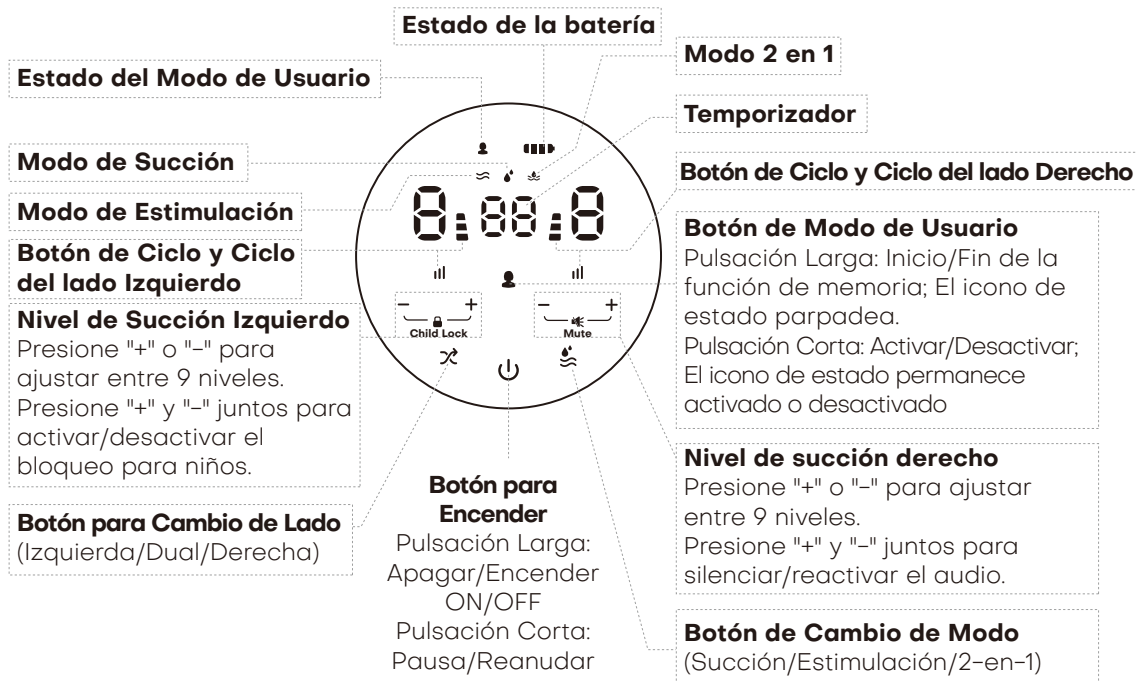 Estado de la batería
Modo 2 en 1
Estado del Modo de Usuario
Temporizador
Modo de Succión
Botón de Ciclo y Ciclo del lado Derecho
Modo de Estimulación
Botón de Ciclo y Ciclo
del lado Izquierdo
8 88 8
Botón de Modo de Usuario
Pulsación Larga: Inicio/Fin de la
función de memoria; El icono de
estado parpadea.
Pulsación Corta: Activar/Desactivar;
El icono de estado permanece
activado o desactivado
Nivel de Succión Izquierdo
Presione "+" o "-" para
ajustar entre 9 niveles.
Presione "+" y "-" juntos para
activar/desactivar el
bloqueo para niños.
- +
Child Lock
- +
Mute
Nivel de succión derecho
Presione "+" o "-" para ajustar
entre 9 niveles.
Presione "+" y "-" juntos para
silenciar/reactivar el audio.
Botón para Cambio de Lado
(Izquierda/Dual/Derecha)
Botón para
Encender
Pulsación Larga:
Apagar/Encender
ON/OFF
Pulsación Corta:
Pausa/Reanudar
Botón de Cambio de Modo
(Succión/Estimulación/2-en-1)